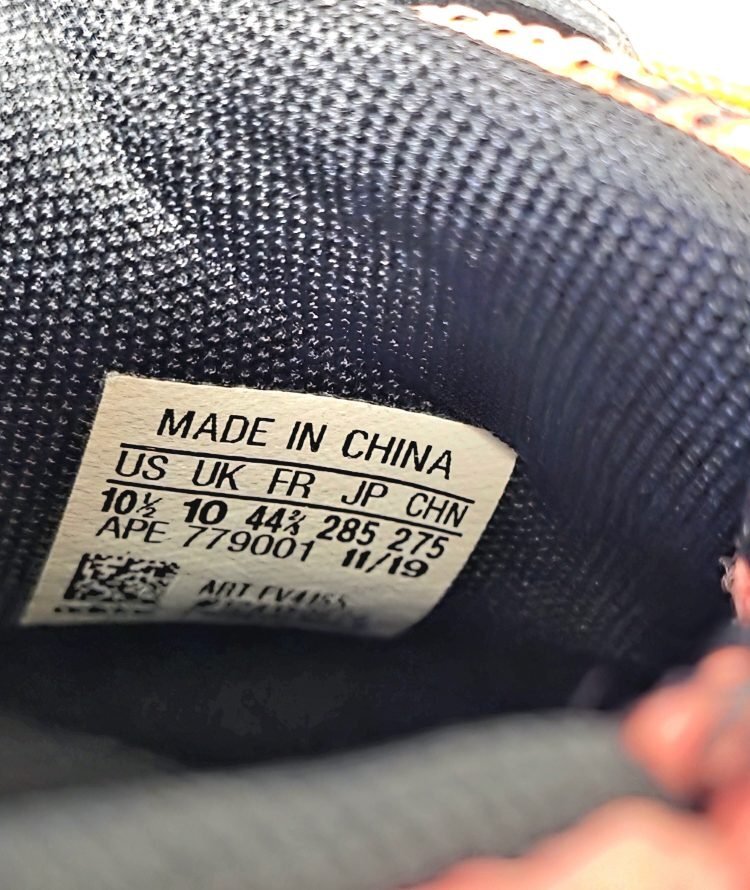 MADE IN CHINA
US UK FR JP CHN
10½ 10 44⅔ 285 275
APE 779001 11/19
ART